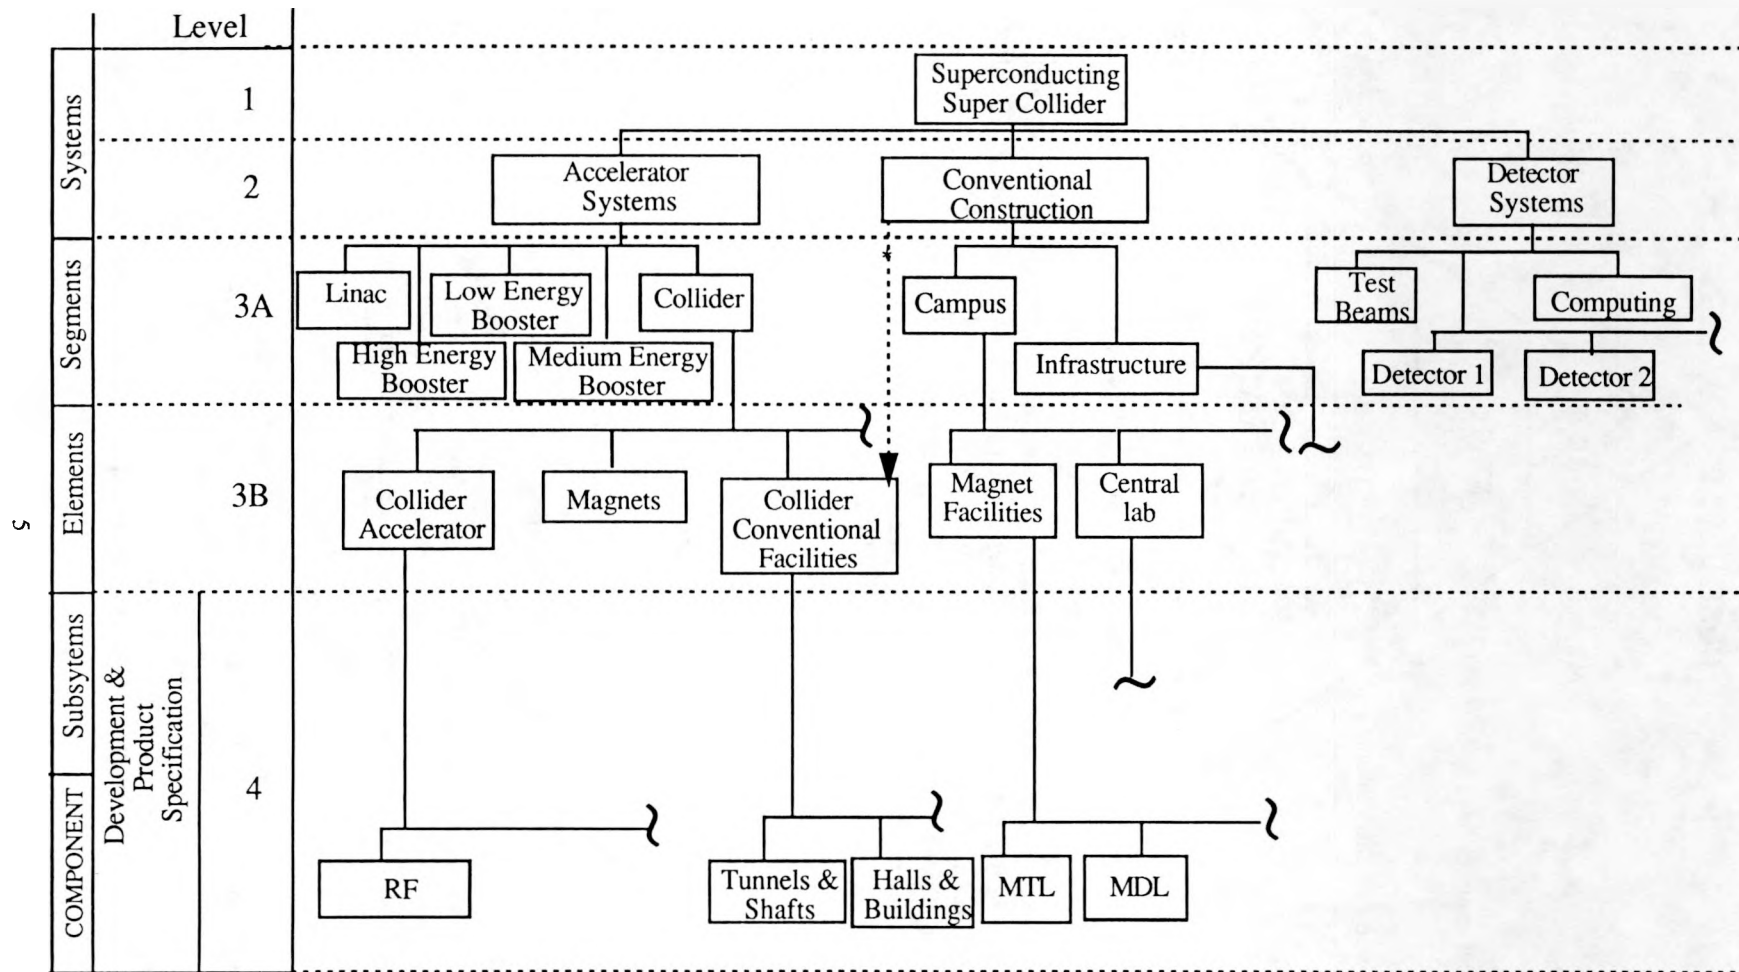 Level
Systems
1
Superconducting
Super Collider
2
Accelerator
Systems
Conventional
Construction
Detector
Systems
Segments
3A
Linac
Low Energy
Booster
Collider
High Energy
Booster
Medium Energy
Booster
Campus
Infrastructure
Test
Beams
Computing
Detector 1
Detector 2
Elements
3B
Collider
Accelerator
Magnets
Collider
Conventional
Facilities
Magnet
Facilities
Central
lab
5
Subsytems
COMPONENT
Development &
Product
Specification
4
RF
Tunnels &
Shafts
Halls &
Buildings
MTL
MDL